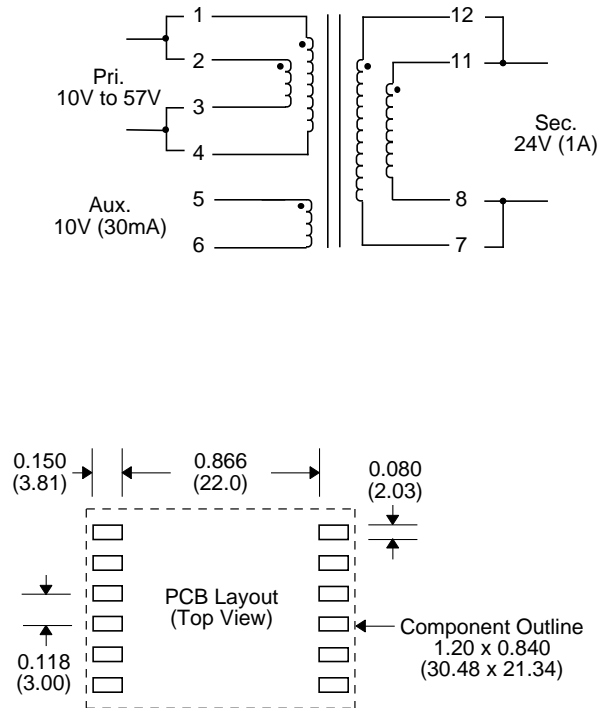 1
12
2
11
Pri.
10V to 57V
3
Sec.
24V (1A)
4
5
8
Aux.
10V (30mA)
6
7
0.150
(3.81)
0.866
(22.0)
0.080
(2.03)
PCB Layout
(Top View)
Component Outline
1.20 x 0.840
(30.48 x 21.34)
0.118
(3.00)